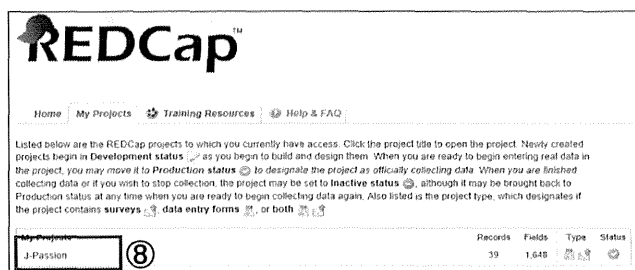 REDCap™
Home My Projects Training Resources Help & FAQ
Listed below are the REDCap projects to which you currently have access. Click the project title to open the project. Newly created
projects begin in Development status as you begin to build and design them. When you are ready to begin entering real data in
the project, you may move it to Production status to designate the project as officially collecting data. When you are finished
collecting data or if you wish to stop collection, the project may be set to Inactive status, although it may be brought back to
Production status at any time when you are ready to begin collecting data again. Also listed is the project type, which designates if
the project contains surveys, data entry forms, or both
My Projects Records Fields Type Status
J-Passion ⑧ 39 1,648